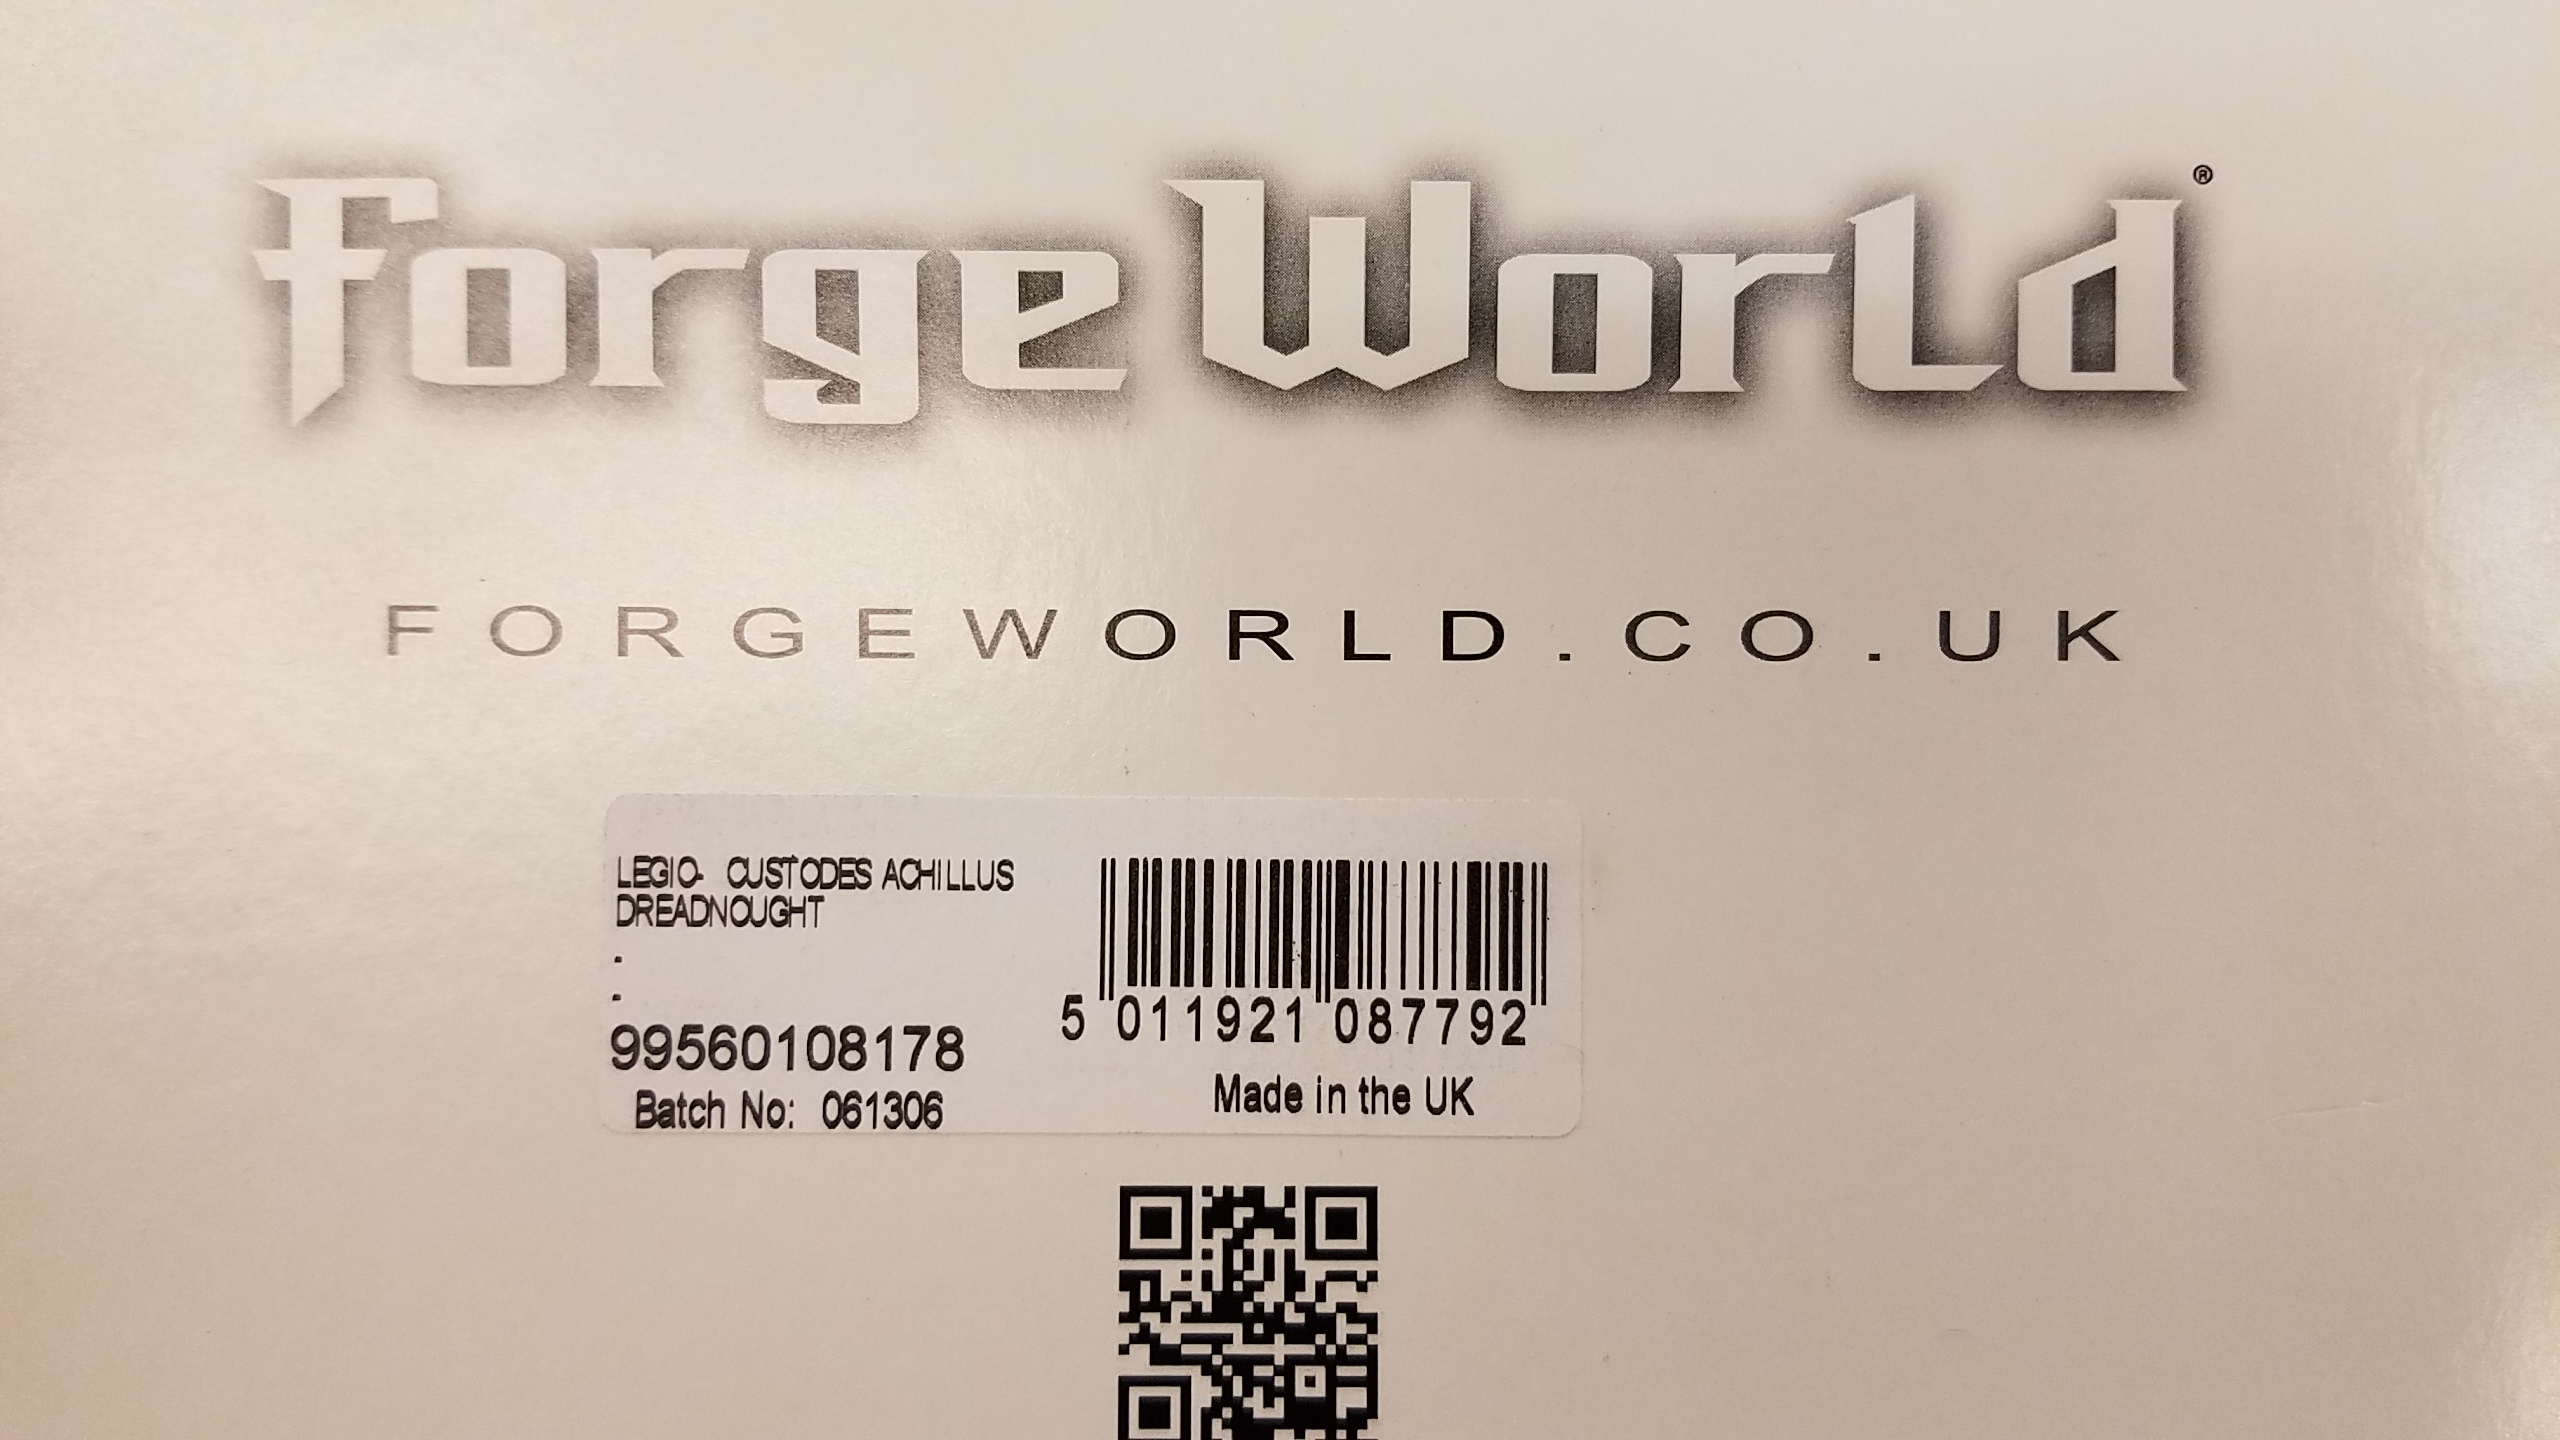 Forge World®
FORGEWORLD.CO.UK
LEGIO- CUSTODES ACHILLUS
DREADNOUGHT
.
.
99560108178
Batch No: 061306
5 011921 087792
Made in the UK